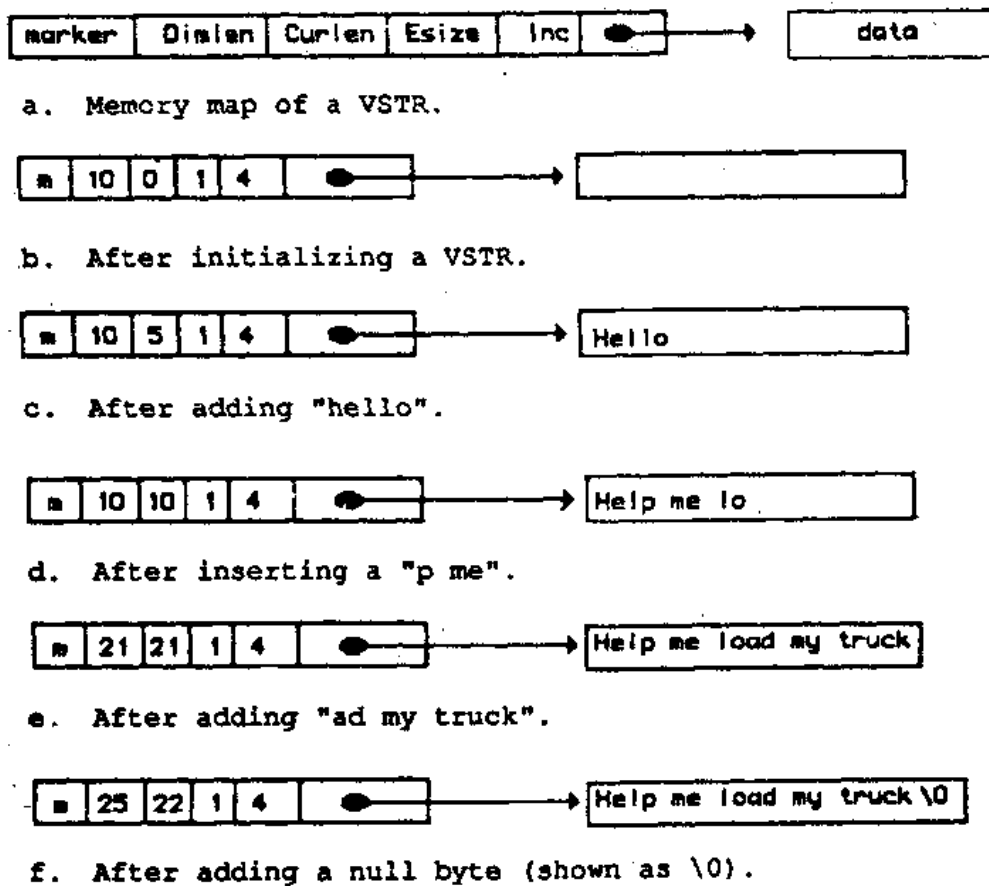 marker Dimlen Curlen Esize Inc data
a. Memory map of a VSTR.
m 10 0 1 4
b. After initializing a VSTR.
m 10 5 1 4 Hello
c. After adding "hello".
m 10 10 1 4 Help me lo
d. After inserting a "p me".
m 21 21 1 4 Help me load my truck
e. After adding "ad my truck".
m 25 22 1 4 Help me load my truck \0
f. After adding a null byte (shown as \0).